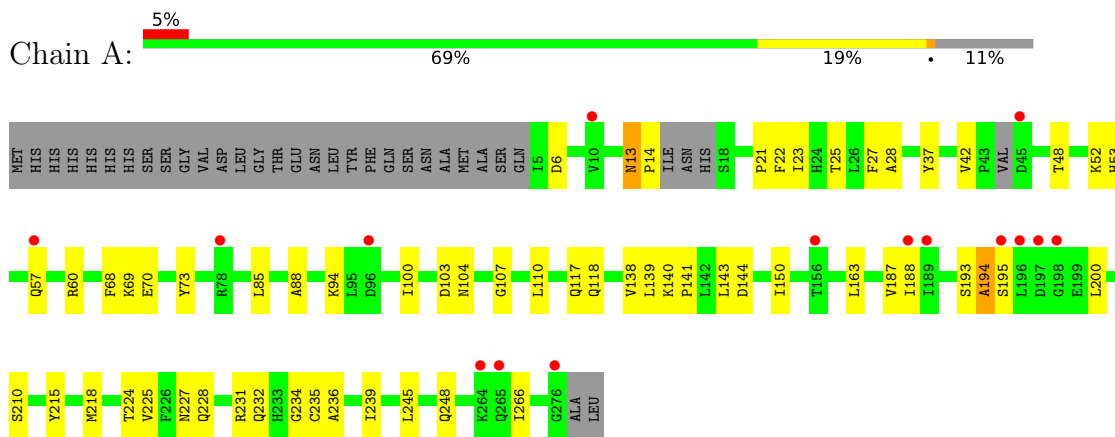 5%
Chain A:
69% 19% • 11%
MET HIS HIS HIS HIS HIS HIS SER SER GLY VAL ASP LEU GLY THR GLU ASN LEU TYR PHE GLN SER ASN ALA MET ALA SER GLN I5 D6 V10 N13 P14 ILE ASN HIS S18 P21 F22 I23 H24 T25 L26 F27 A28 Y37 V42 P43 VAL D45 T48 K52 H53
Q57 R60 F68 K69 E70 Y73 R78 L85 A88 K94 L95 D96 I100 D103 N104 G107 L110 Q117 Q118 V138 L139 K140 P141 L142 L143 D144 I150 T156 L163 V187 I188 I189 S193 A194 S195 L196 D197 G198 E199 L200
S210 Y215 M218 T224 V225 F226 N227 Q228 R231 Q232 H233 G234 C235 A236 I239 L245 Q248 K264 Q265 I266 G276 ALA LEU